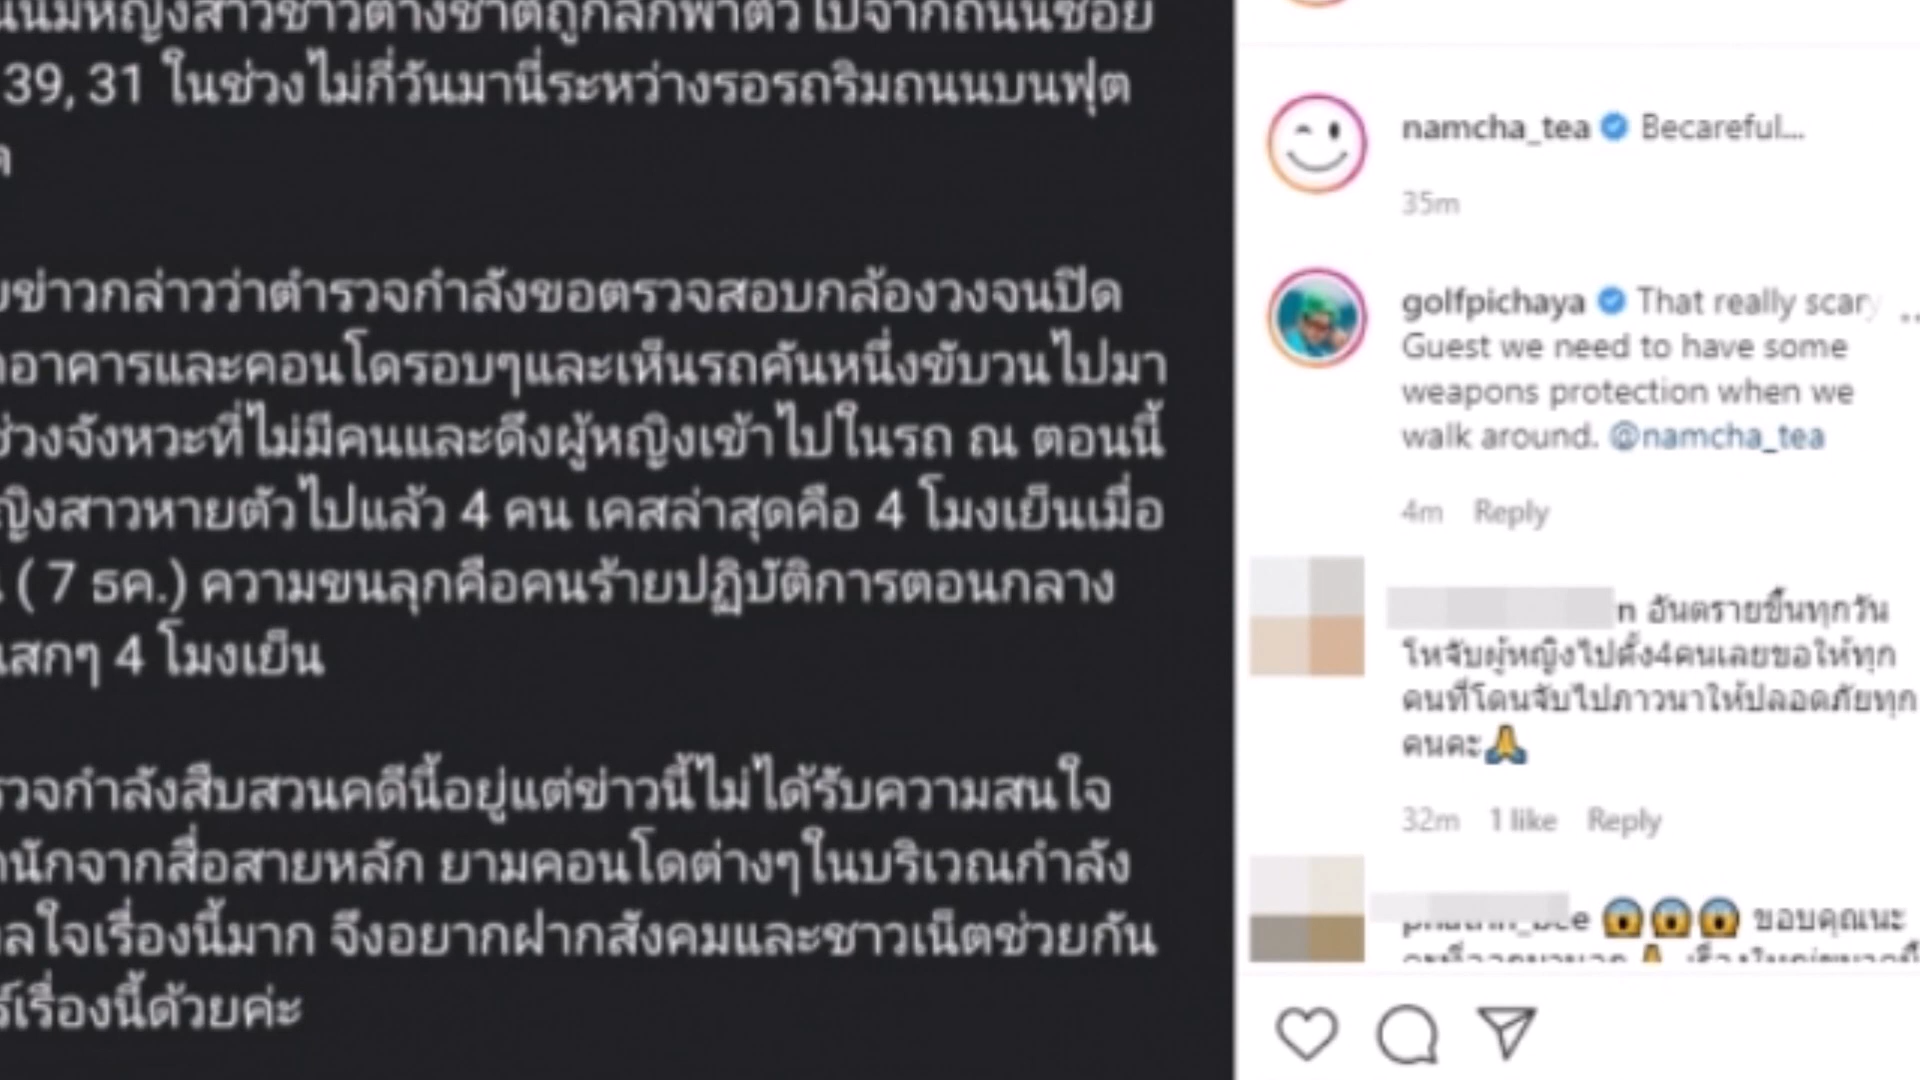 มีหญิงสาวชาวต่างชาติถูกลักพาตัวไปจากถนนซอย
39, 31 ในช่วงไม่กี่วันมานี่ระหว่างรอรถริมถนนบนฟุต
ข่าวกล่าวว่าตำรวจกำลังขอตรวจสอบกล้องวงจนปิด
อาคารและคอนโดรอบๆและเห็นรถคันหนึ่งขับวนไปมา
ช่วงจังหวะที่ไม่มีคนและดึงผู้หญิงเข้าไปในรถ ณ ตอนนี้
ญิงสาวหายตัวไปแล้ว 4 คน เคสล่าสุดคือ 4 โมงเย็นเมื่อ
( 7 ธค.) ความขนลุกคือคนร้ายปฏิบัติการตอนกลาง
แสกๆ 4 โมงเย็น
รวจกำลังสืบสวนคดีนี้อยู่แต่ข่าวนี้ไม่ได้รับความสนใจ
นักจากสื่อสายหลัก ยามคอนโดต่างๆในบริเวณกำลัง
ลใจเรื่องนี้มาก จึงอยากฝากสังคมและชาวเน็ตช่วยกัน
ร์เรื่องนี้ด้วยค่ะ
namcha_tea Becareful...
35m
golfpichaya That really scary ..
Guest we need to have some
weapons protection when we
walk around. @namcha_tea
4m Reply
n อันตรายขึ้นทุกวัน
โหจับผู้หญิงไปตั้ง4คนเลยขอให้ทุก
คนที่โดนจับไปภาวนาให้ปลอดภัยทุก
คนคะ🙏
32m 1 like Reply
😱😱😱 ขอบคุณนะ